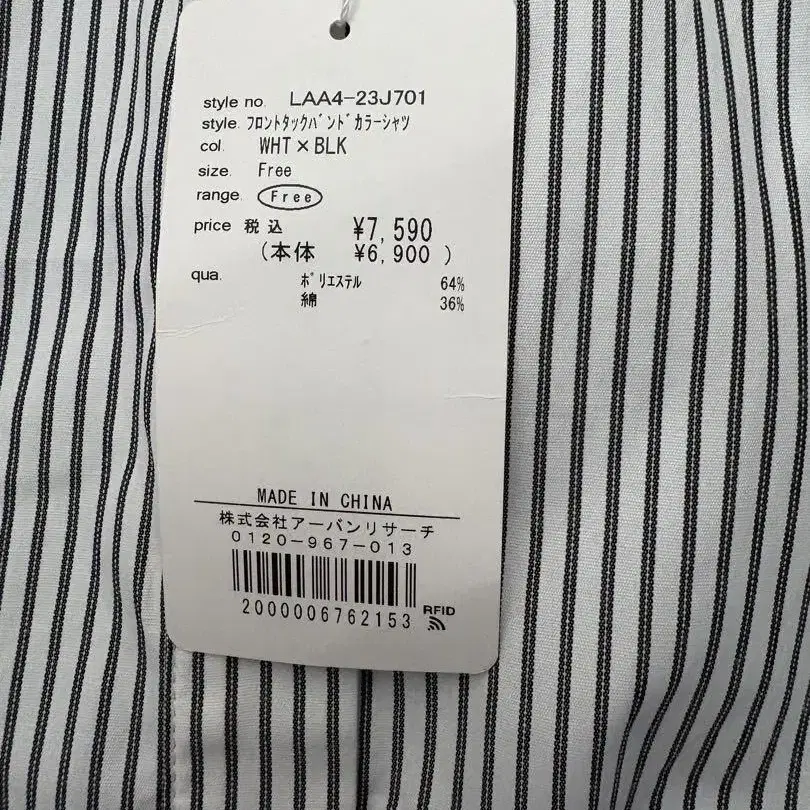 style no. LAA4-23J701
style. フロントタックバンドカラーシャツ
col. WHT×BLK
size. Free
range. Free
price 税込 ¥7,590
(本体 ¥6,900 )
qua. ポリエステル 64%
綿 36%
MADE IN CHINA
株式会社アーバンリサーチ
0120-967-013
2000006762153
RFID